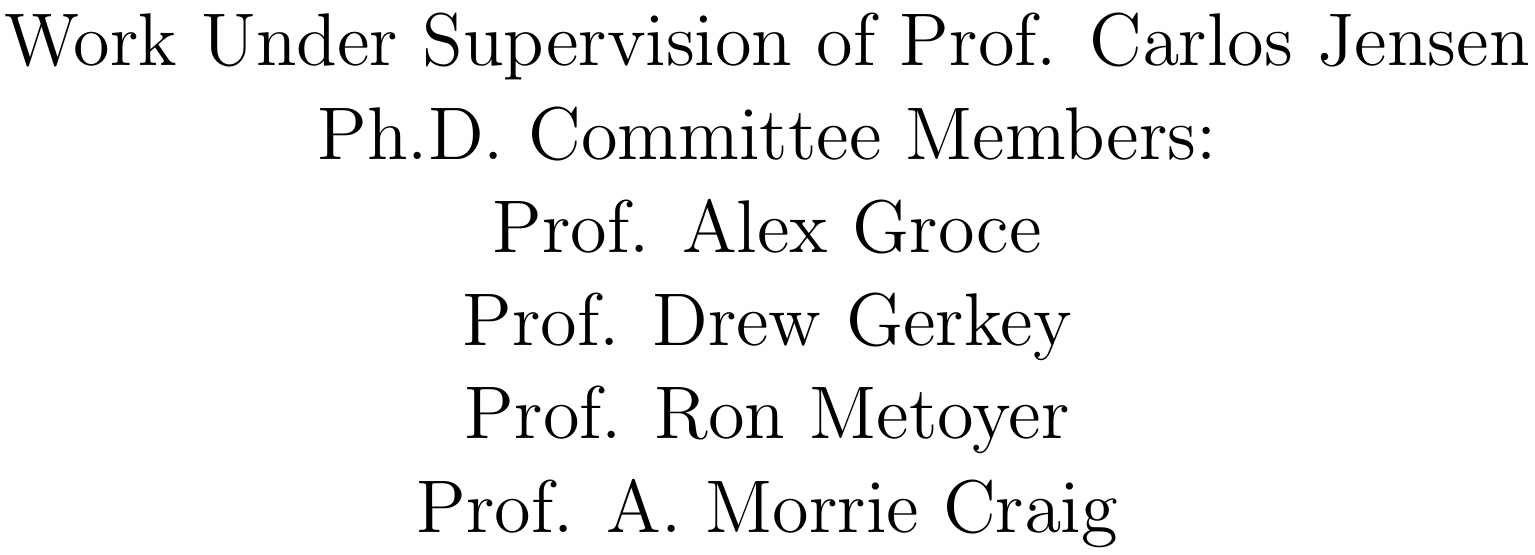 Work Under Supervision of Prof. Carlos Jensen
Ph.D. Committee Members:
Prof. Alex Groce
Prof. Drew Gerkey
Prof. Ron Metoyer
Prof. A. Morrie Craig